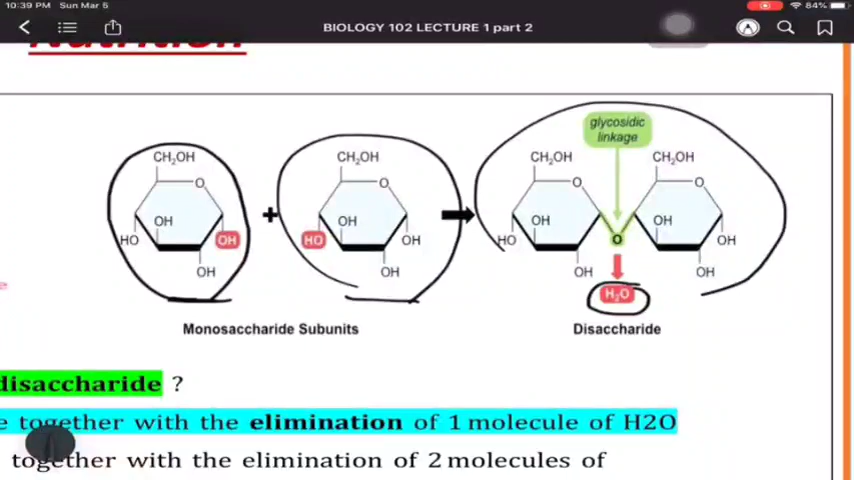 10:39 PM Sun Mar 5 84%
BIOLOGY 102 LECTURE 1 part 2
Nutrition
glycosidic
linkage
CH2OH CH2OH CH2OH CH2OH
O O O O
OH OH OH OH
HO OH + HO OH HO O OH
OH OH OH OH
H2O
Monosaccharide Subunits Disaccharide
disaccharide ?
e together with the elimination of 1 molecule of H2O
together with the elimination of 2 molecules of